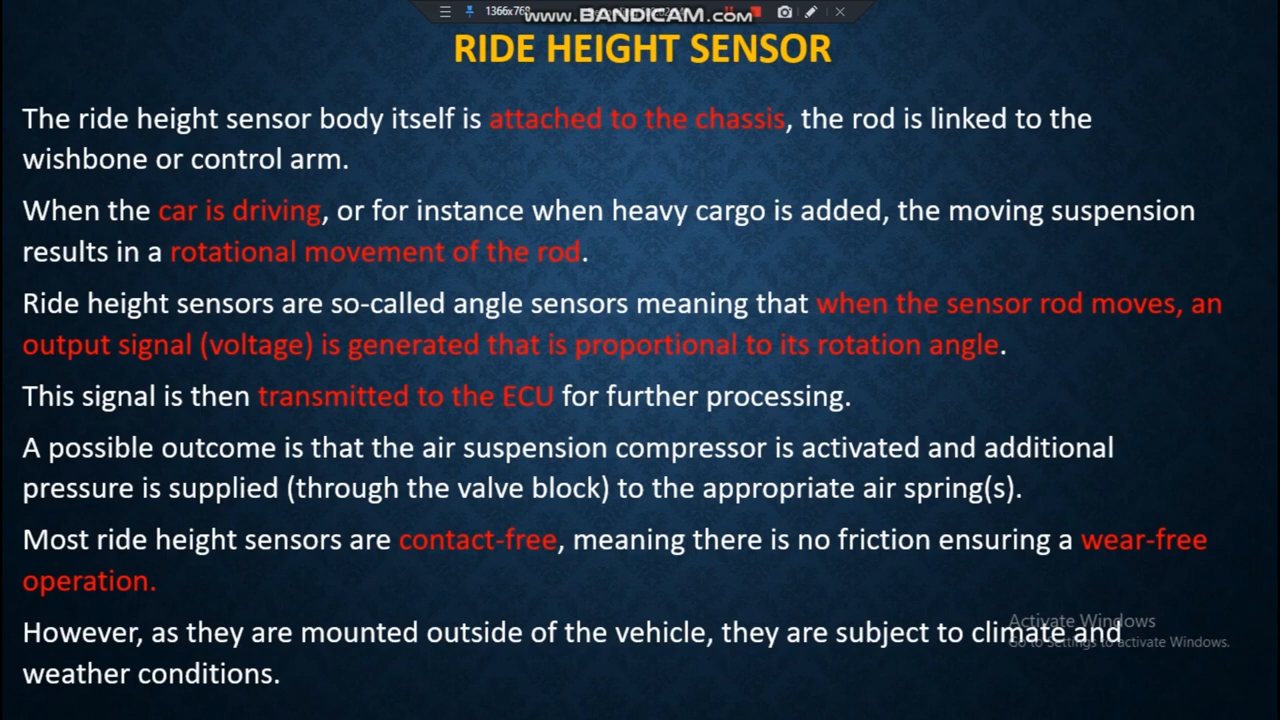 1366x768
www.BANDICAM.com
RIDE HEIGHT SENSOR
The ride height sensor body itself is attached to the chassis, the rod is linked to the
wishbone or control arm.
When the car is driving, or for instance when heavy cargo is added, the moving suspension
results in a rotational movement of the rod.
Ride height sensors are so-called angle sensors meaning that when the sensor rod moves, an
output signal (voltage) is generated that is proportional to its rotation angle.
This signal is then transmitted to the ECU for further processing.
A possible outcome is that the air suspension compressor is activated and additional
pressure is supplied (through the valve block) to the appropriate air spring(s).
Most ride height sensors are contact-free, meaning there is no friction ensuring a wear-free
operation.
However, as they are mounted outside of the vehicle, they are subject to climate and
weather conditions.
Activate Windows
Go to Settings to activate Windows.